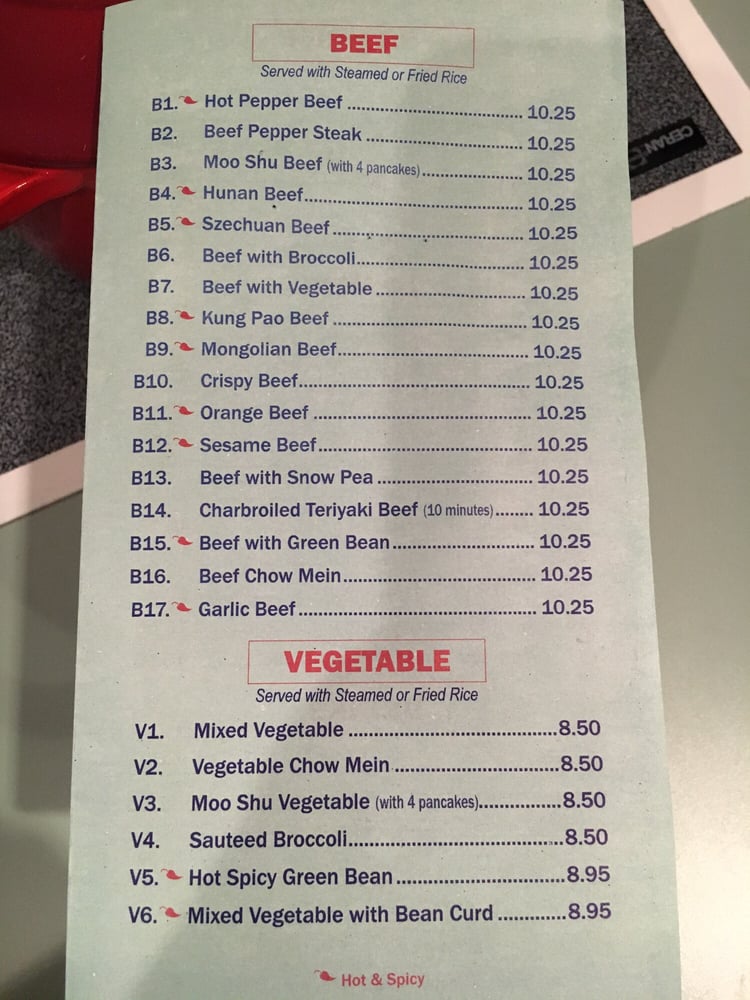 BEEF
Served with Steamed or Fried Rice
B1. Hot Pepper Beef ........................................ 10.25
B2. Beef Pepper Steak .................................... 10.25
B3. Moo Shu Beef (with 4 pancakes)....................... 10.25
B4. Hunan Beef.................................................. 10.25
B5. Szechuan Beef........................................... 10.25
B6. Beef with Broccoli...................................... 10.25
B7. Beef with Vegetable .................................. 10.25
B8. Kung Pao Beef ........................................... 10.25
B9. Mongolian Beef.......................................... 10.25
B10. Crispy Beef................................................... 10.25
B11. Orange Beef ................................................ 10.25
B12. Sesame Beef................................................ 10.25
B13. Beef with Snow Pea ................................... 10.25
B14. Charbroiled Teriyaki Beef (10 minutes)........ 10.25
B15. Beef with Green Bean................................ 10.25
B16. Beef Chow Mein........................................... 10.25
B17. Garlic Beef..................................................... 10.25
VEGETABLE
Served with Steamed or Fried Rice
V1. Mixed Vegetable ........................................8.50
V2. Vegetable Chow Mein ................................8.50
V3. Moo Shu Vegetable (with 4 pancakes)................8.50
V4. Sauteed Broccoli.........................................8.50
V5. Hot Spicy Green Bean ................................8.95
V6. Mixed Vegetable with Bean Curd .............8.95
Hot & Spicy